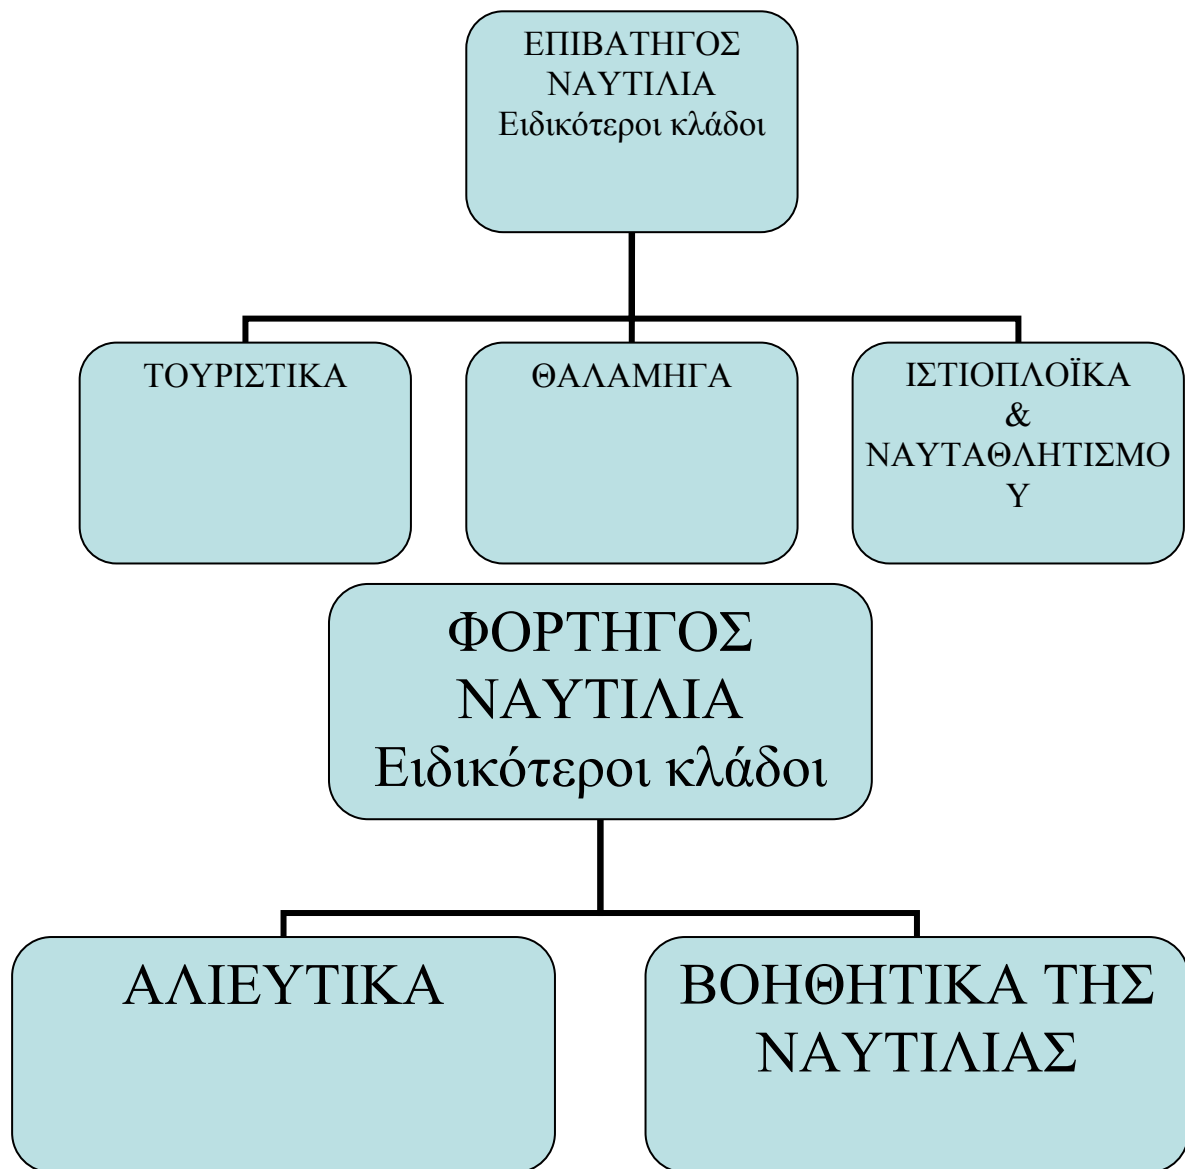 ΕΠΙΒΑΤΗΓΟΣ
ΝΑΥΤΙΛΙΑ
Ειδικότεροι κλάδοι
ΤΟΥΡΙΣΤΙΚΑ
ΘΑΛΑΜΗΓΑ
ΙΣΤΙΟΠΛΟΪΚΑ
&
ΝΑΥΤΑΘΛΗΤΙΣΜΟ
Υ
ΦΟΡΤΗΓΟΣ
ΝΑΥΤΙΛΙΑ
Ειδικότεροι κλάδοι
ΑΛΙΕΥΤΙΚΑ
ΒΟΗΘΗΤΙΚΑ ΤΗΣ
ΝΑΥΤΙΛΙΑΣ